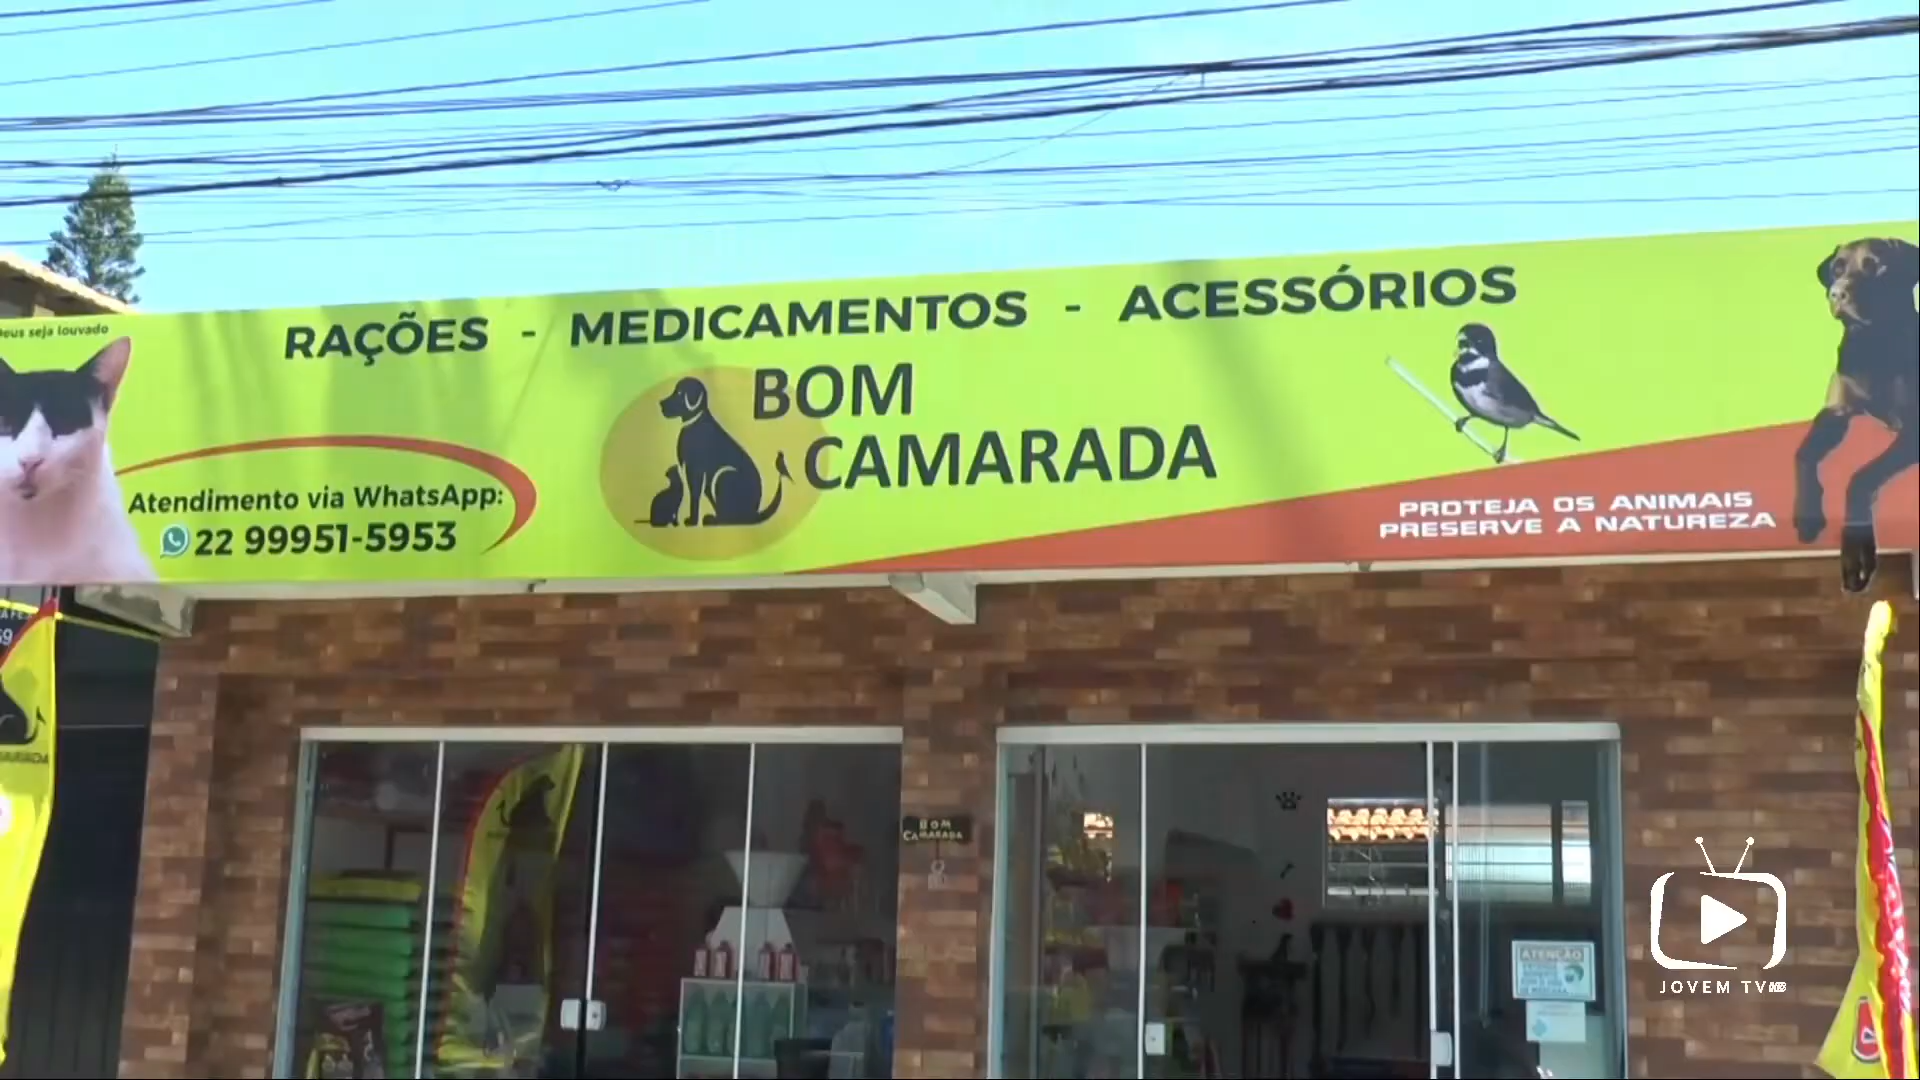 Deus seja louvado
RAÇÕES - MEDICAMENTOS - ACESSÓRIOS
BOM
CAMARADA
Atendimento via WhatsApp:
22 99951-5953
PROTEJA OS ANIMAIS
PRESERVE A NATUREZA
BOM
CAMARADA
ATENÇÃO
JOVEM TV